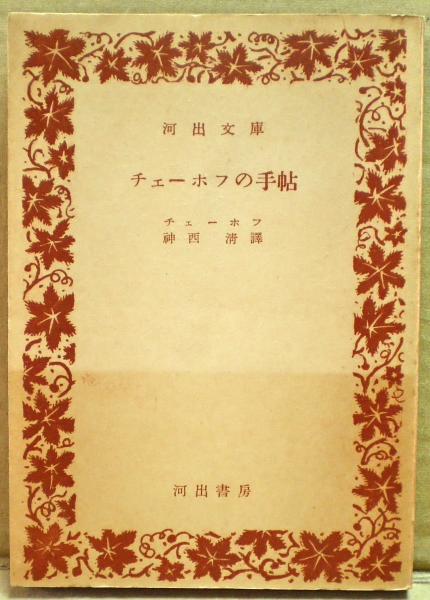 河出文庫
チェーホフの手帖
チェーホフ
神西 淸譯
河出書房